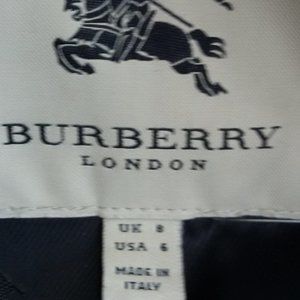 BURBERRY
LONDON
UK 8
USA 6
MADE IN
ITALY